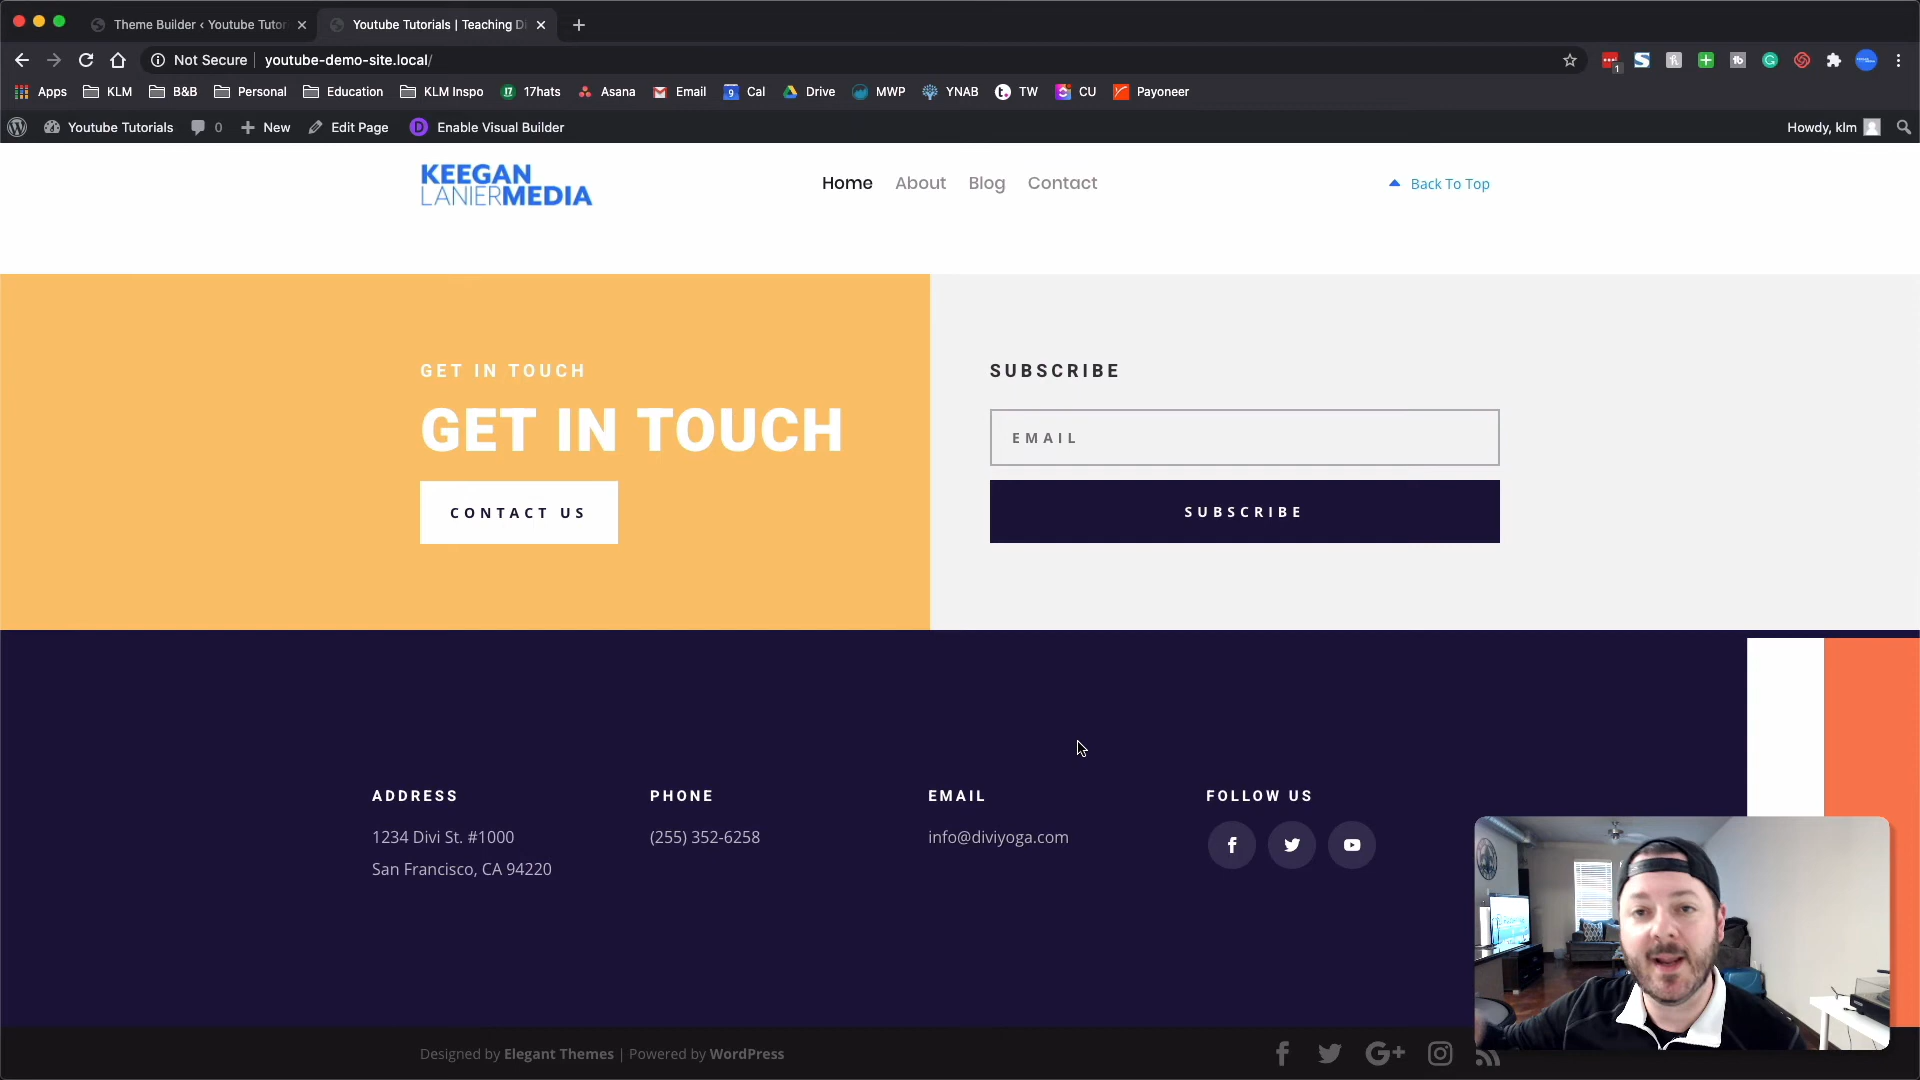 Theme Builder ‹ Youtube Tutor
Youtube Tutorials | Teaching Di
Not Secure
youtube-demo-site.local/
1
Apps
KLM
B&B
Personal
Education
KLM Inspo
17hats
Asana
Email
Cal
Drive
MWP
YNAB
TW
CU
Payoneer
Youtube Tutorials
0
New
Edit Page
Enable Visual Builder
Howdy, klm
KEEGAN
LANIERMEDIA
Home
About
Blog
Contact
Back To Top
GET IN TOUCH
GET IN TOUCH
CONTACT US
SUBSCRIBE
EMAIL
SUBSCRIBE
ADDRESS
1234 Divi St. #1000
San Francisco, CA 94220
PHONE
(255) 352-6258
EMAIL
info@diviyoga.com
FOLLOW US
Designed by Elegant Themes | Powered by WordPress